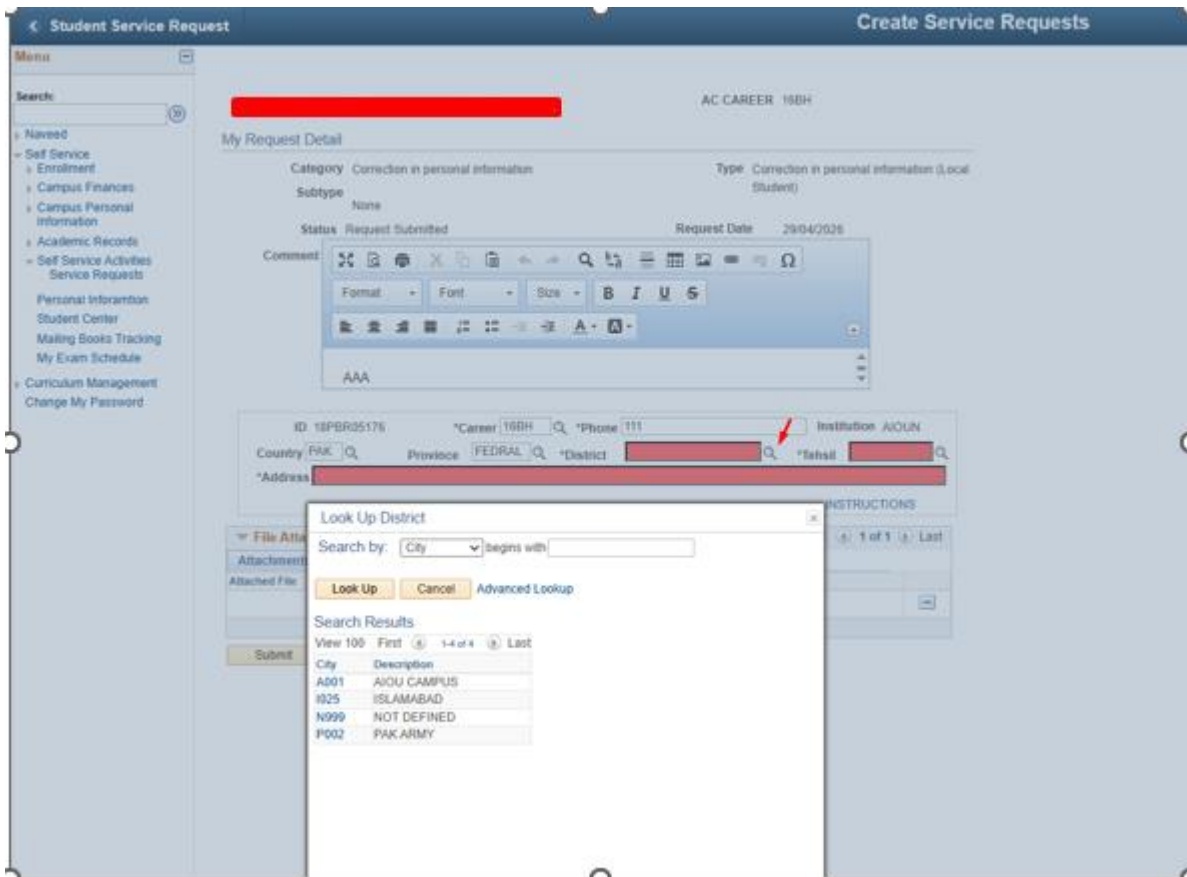 Student Service Request
Create Service Requests
Menu
Search:
Naveed
Self Service
Enrollment
Campus Finances
Campus Personal
Information
Academic Records
Self Service Activities
Service Requests
Personal Inforamtion
Student Center
Mailing Books Tracking
My Exam Schedule
Curriculum Management
Change My Password
AC CAREER 16BH
My Request Detail
Category Correction in personal information
Type Correction in personal information (Local
Student)
Subtype
None
Status Request Submitted
Request Date 29/04/2026
Comment
Format Font Size B I U S
A A
AAA
ID 18PBR05176 *Career 16BH *Phone 111 Institution AIOUN
Country PAK Province FEDRAL *District *Tehsil
*Address
INSTRUCTIONS
File Atta
1 of 1 Last
Attachment
Attached File
Submit
Look Up District
Search by: City begins with
Look Up Cancel Advanced Lookup
Search Results
View 100 First 1-4 of 4 Last
City Description
A001 AIOU CAMPUS
I025 ISLAMABAD
N999 NOT DEFINED
P002 PAK ARMY